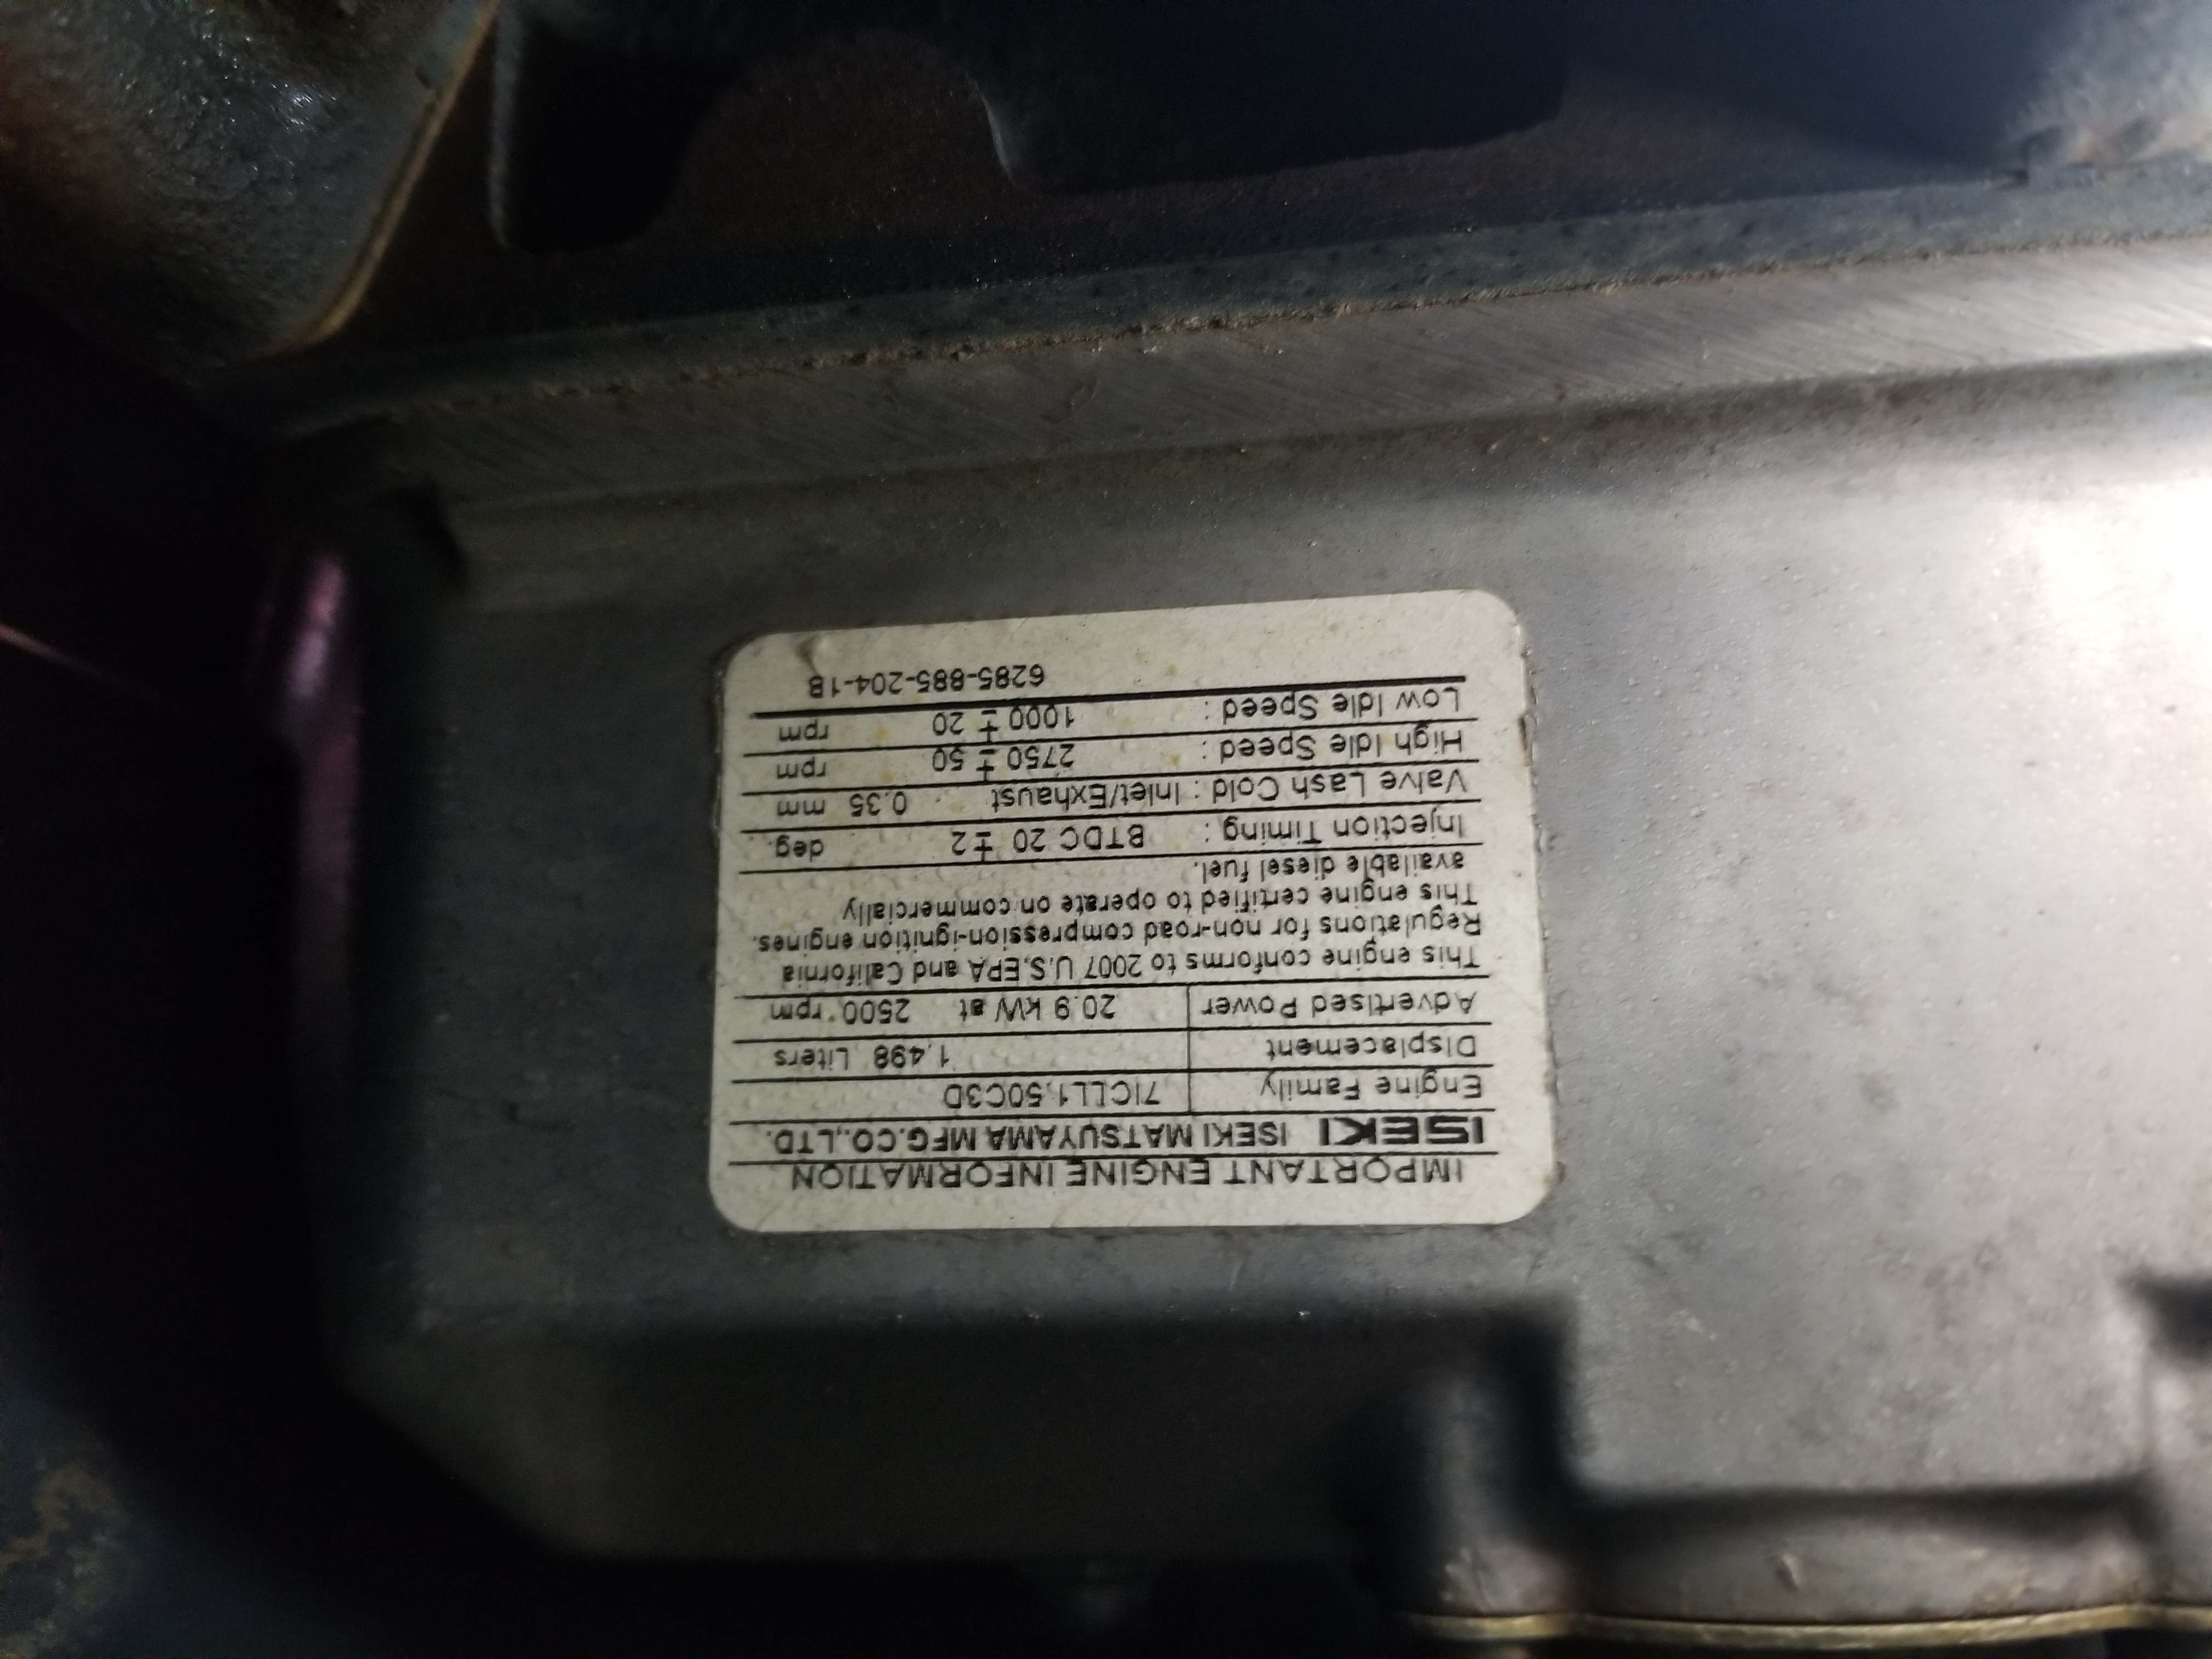 IMPORTANT ENGINE INFORMATION
ISEKI ISEKI MATSUYAMA MFG.CO.,LTD.
Engine Family 7ICLL1.50C3D
Displacement 1.498 Liters
Advertised Power 20.9 kW at 2500 rpm
This engine conforms to 2007 U.S.EPA and California
Regulations for non-road compression-ignition engines.
This engine certified to operate on commercially
available diesel fuel.
Injection Timing : BTDC 20 ± 2 deg.
Valve Lash Cold : Inlet/Exhaust 0.35 mm
High Idle Speed : 2750 ± 50 rpm
Low Idle Speed : 1000 ± 20 rpm
6285-885-204-1B